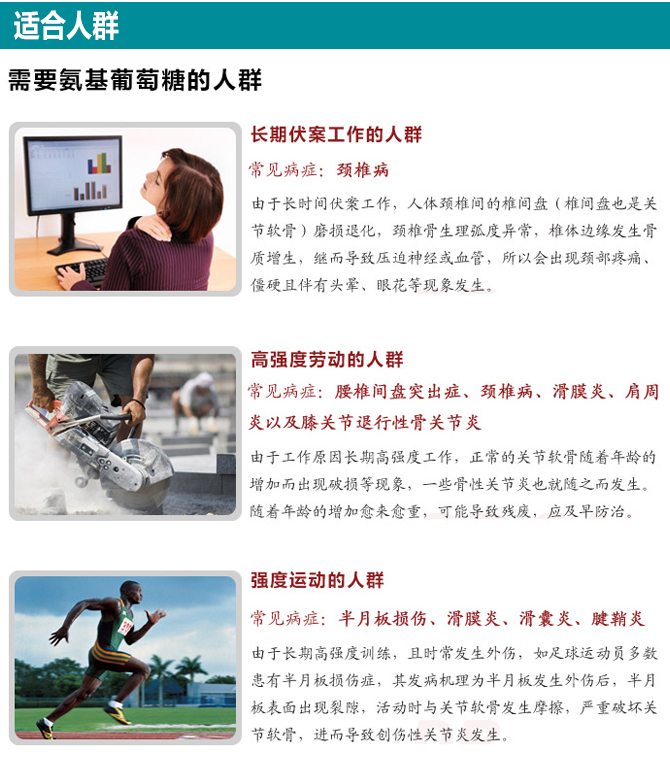 适合人群
需要氨基葡萄糖的人群
长期伏案工作的人群
常见病症：颈椎病
由于长时间伏案工作，人体颈椎间的椎间盘（椎间盘也是关
节软骨）磨损退化，颈椎骨生理弧度异常，椎体边缘发生骨
质增生，继而导致压迫神经或血管，所以会出现颈部疼痛、
僵硬且伴有头晕、眼花等现象发生。
高强度劳动的人群
常见病症：腰椎间盘突出症、颈椎病、滑膜炎、肩周
炎以及膝关节退行性骨关节炎
由于工作原因长期高强度工作，正常的关节软骨随着年龄的
增加而出现破损等现象，一些骨性关节炎也就随之而发生。
随着年龄的增加愈来愈重，可能导致残废，应及早防治。
强度运动的人群
常见病症：半月板损伤、滑膜炎、滑囊炎、腱鞘炎
由于长期高强度训练，且时常发生外伤，如足球运动员多数
患有半月板损伤症，其发病机理为半月板发生外伤后，半月
板表面出现裂隙，活动时与关节软骨发生摩擦，严重破坏关
节软骨，进而导致创伤性关节炎发生。